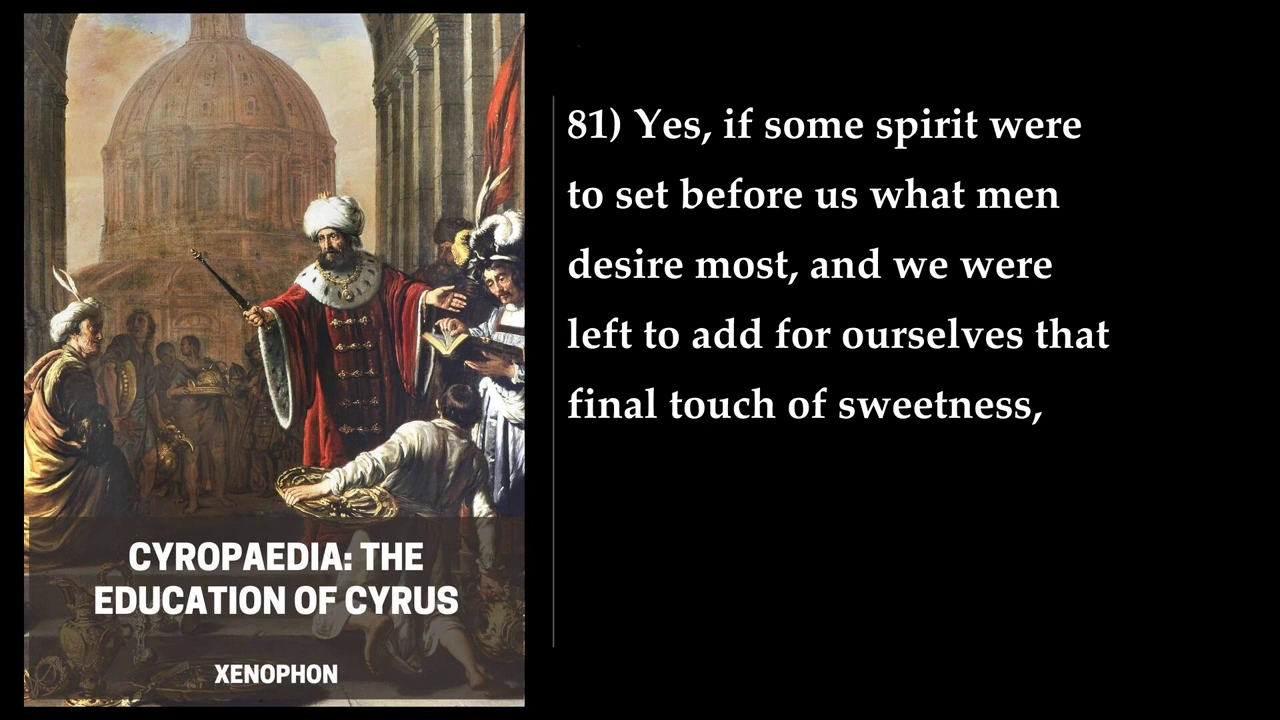 81) Yes, if some spirit were
to set before us what men
desire most, and we were
left to add for ourselves that
final touch of sweetness,
CYROPAEDIA: THE
EDUCATION OF CYRUS
XENOPHON